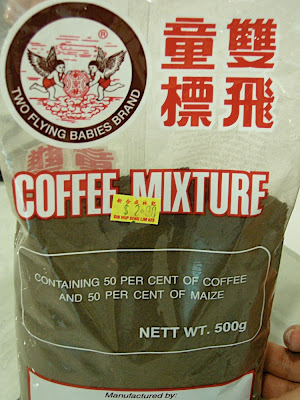 雙飛
童標
®
TWO FLYING BABIES BRAND
COFFEE MIXTURE
CONTAINING 50 PER CENT OF COFFEE
AND 50 PER CENT OF MAIZE
NETT WT. 500g
Manufactured by: